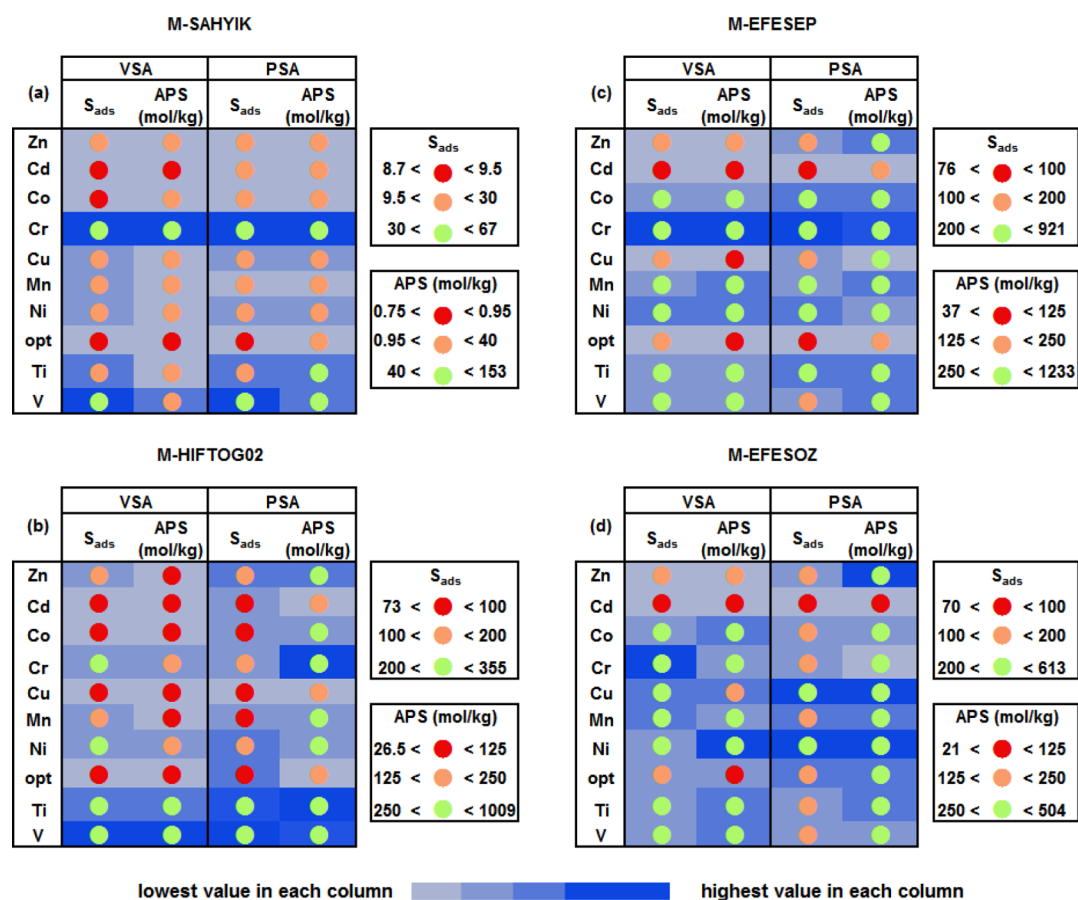 M-SAHYIK
VSA PSA
(a) Sads APS (mol/kg) Sads APS (mol/kg)
Zn
Cd
Co
Cr
Cu
Mn
Ni
opt
Ti
V
Sads
8.7 < < 9.5
9.5 < < 30
30 < < 67
APS (mol/kg)
0.75 < < 0.95
0.95 < < 40
40 < < 153
M-EFESEP
VSA PSA
(c) Sads APS (mol/kg) Sads APS (mol/kg)
Zn
Cd
Co
Cr
Cu
Mn
Ni
opt
Ti
V
Sads
76 < < 100
100 < < 200
200 < < 921
APS (mol/kg)
37 < < 125
125 < < 250
250 < < 1233
M-HIFTOG02
VSA PSA
(b) Sads APS (mol/kg) Sads APS (mol/kg)
Zn
Cd
Co
Cr
Cu
Mn
Ni
opt
Ti
V
Sads
73 < < 100
100 < < 200
200 < < 355
APS (mol/kg)
26.5 < < 125
125 < < 250
250 < < 1009
M-EFESOZ
VSA PSA
(d) Sads APS (mol/kg) Sads APS (mol/kg)
Zn
Cd
Co
Cr
Cu
Mn
Ni
opt
Ti
V
Sads
70 < < 100
100 < < 200
200 < < 613
APS (mol/kg)
21 < < 125
125 < < 250
250 < < 504
lowest value in each column highest value in each column